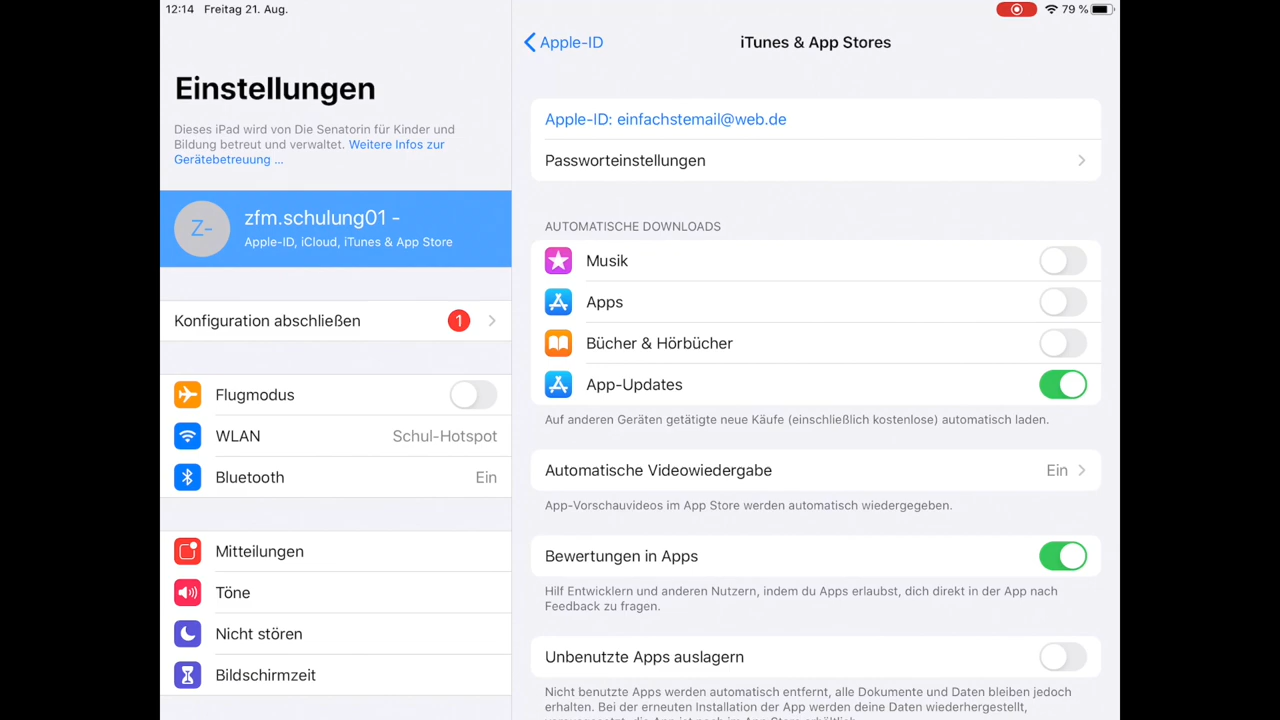 12:14 Freitag 21. Aug.
79 %
Einstellungen
Dieses iPad wird von Die Senatorin für Kinder und
Bildung betreut und verwaltet. Weitere Infos zur
Gerätebetreuung ...
Z-
zfm.schulung01 -
Apple-ID, iCloud, iTunes & App Store
Konfiguration abschließen 1
Flugmodus
WLAN Schul-Hotspot
Bluetooth Ein
Mitteilungen
Töne
Nicht stören
Bildschirmzeit
Apple-ID
iTunes & App Stores
Apple-ID: einfachstemail@web.de
Passworteinstellungen
AUTOMATISCHE DOWNLOADS
Musik
Apps
Bücher & Hörbücher
App-Updates
Auf anderen Geräten getätigte neue Käufe (einschließlich kostenlose) automatisch laden.
Automatische Videowiedergabe Ein
App-Vorschauvideos im App Store werden automatisch wiedergegeben.
Bewertungen in Apps
Hilf Entwicklern und anderen Nutzern, indem du Apps erlaubst, dich direkt in der App nach
Feedback zu fragen.
Unbenutzte Apps auslagern
Nicht benutzte Apps werden automatisch entfernt, alle Dokumente und Daten bleiben jedoch
erhalten. Bei der erneuten Installation der App werden deine Daten wiederhergestellt,